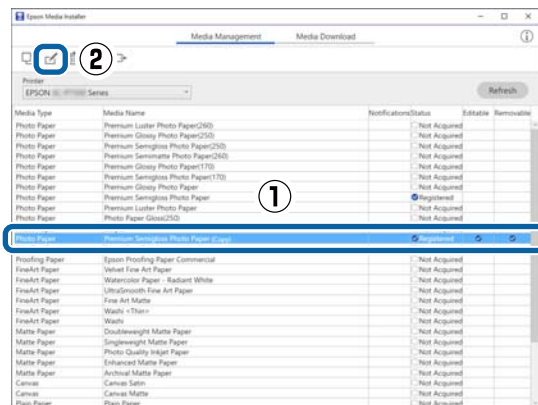 Epson Media Installer
Media Management Media Download
②
Printer
EPSON Series
Refresh
Media Type Media Name Notifications Status Editable Removable
Photo Paper Premium Luster Photo Paper(260) Not Acquired
Photo Paper Premium Glossy Photo Paper(250) Not Acquired
Photo Paper Premium Semigloss Photo Paper(250) Not Acquired
Photo Paper Premium Semimatte Photo Paper(260) Not Acquired
Photo Paper Premium Glossy Photo Paper(170) Not Acquired
Photo Paper Premium Semigloss Photo Paper(170) Not Acquired
Photo Paper Premium Glossy Photo Paper Not Acquired
Photo Paper Premium Semigloss Photo Paper Registered
Photo Paper Premium Luster Photo Paper Not Acquired
Photo Paper Photo Paper Gloss(250) Not Acquired
①
Photo Paper Premium Semigloss Photo Paper (Copy) Registered
Proofing Paper Epson Proofing Paper Commercial Not Acquired
FineArt Paper Velvet Fine Art Paper Not Acquired
FineArt Paper Watercolor Paper - Radiant White Not Acquired
FineArt Paper UltraSmooth Fine Art Paper Not Acquired
FineArt Paper Fine Art Matte Not Acquired
FineArt Paper Washi <Thin> Not Acquired
FineArt Paper Washi Not Acquired
Matte Paper Doubleweight Matte Paper Not Acquired
Matte Paper Singleweight Matte Paper Not Acquired
Matte Paper Photo Quality Inkjet Paper Not Acquired
Matte Paper Enhanced Matte Paper Not Acquired
Matte Paper Archival Matte Paper Not Acquired
Canvas Canvas Satin Not Acquired
Canvas Canvas Matte Not Acquired
Plain Paper Plain Paper Not Acquired